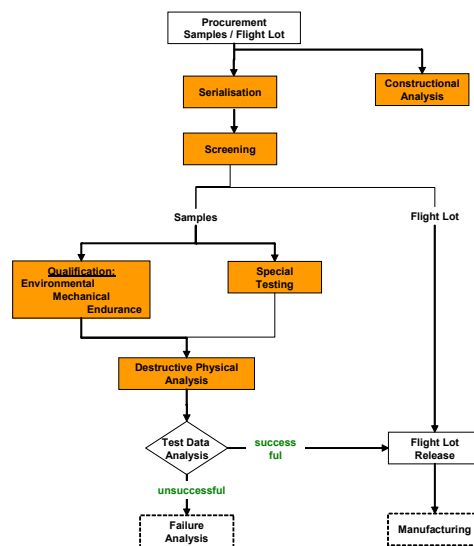 Procurement
Samples / Flight Lot
Serialisation
Constructional
Analysis
Screening
Samples
Flight Lot
Qualification:
Environmental
Mechanical
Endurance
Special
Testing
Destructive Physical
Analysis
Test Data
Analysis
success
ful
Flight Lot
Release
unsuccessful
Failure
Analysis
Manufacturing